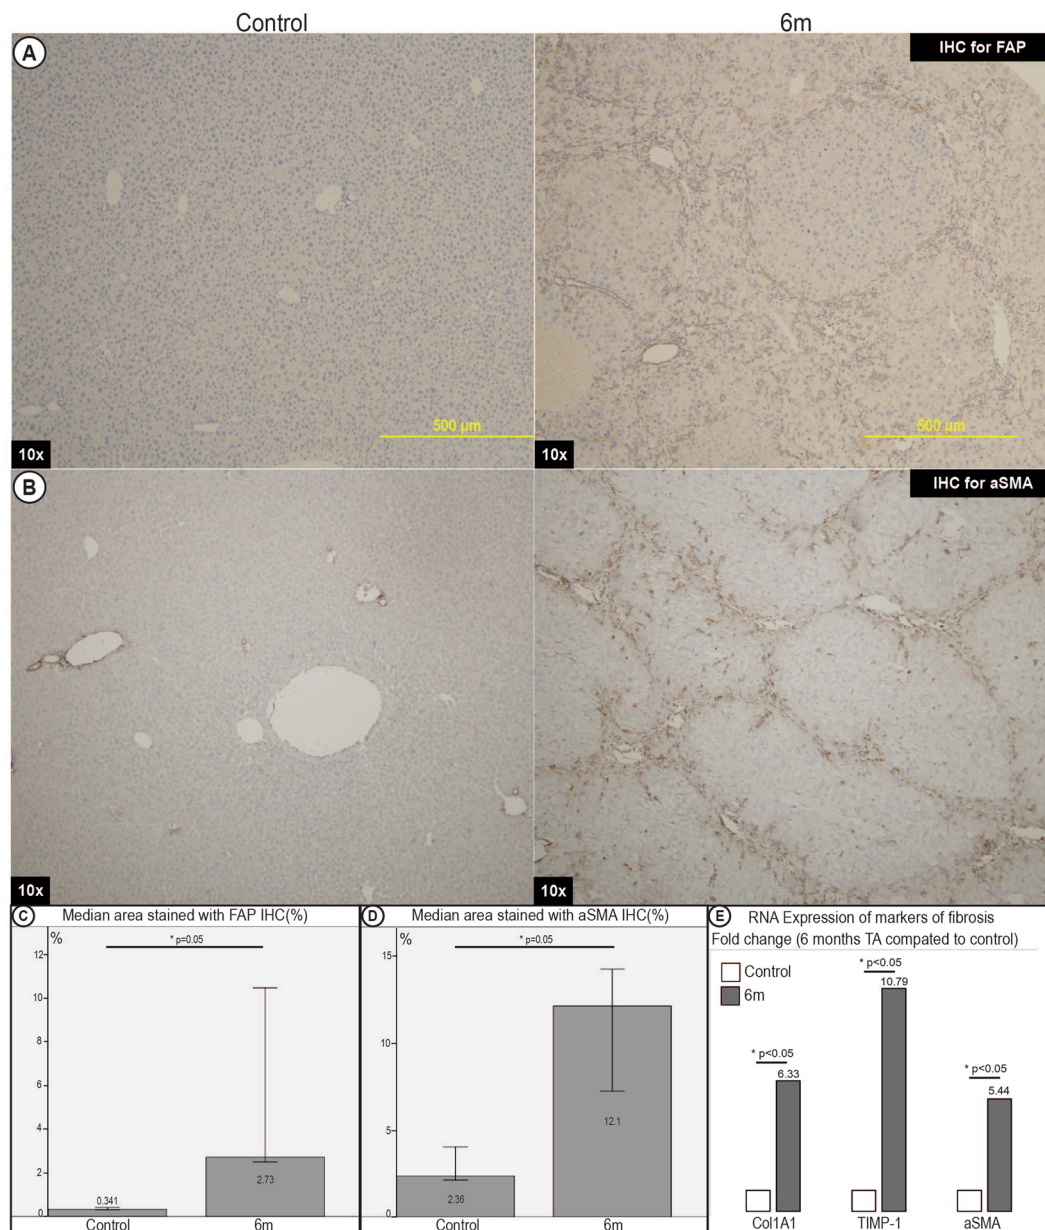 Control
6m
A
IHC for FAP
500 µm
500 µm
10x
10x
B
IHC for aSMA
10x
10x
C
Median area stained with FAP IHC(%)
%
* p=0.05
12
10
8
6
4
2
0
0.341
2.73
Control
6m
D
Median area stained with aSMA IHC(%)
%
* p=0.05
15
10
5
0
2.36
12.1
Control
6m
E
RNA Expression of markers of fibrosis
Fold change (6 months TA compated to control)
Control
6m
* p<0.05
6.33
* p<0.05
10.79
* p<0.05
5.44
Col1A1
TIMP-1
aSMA